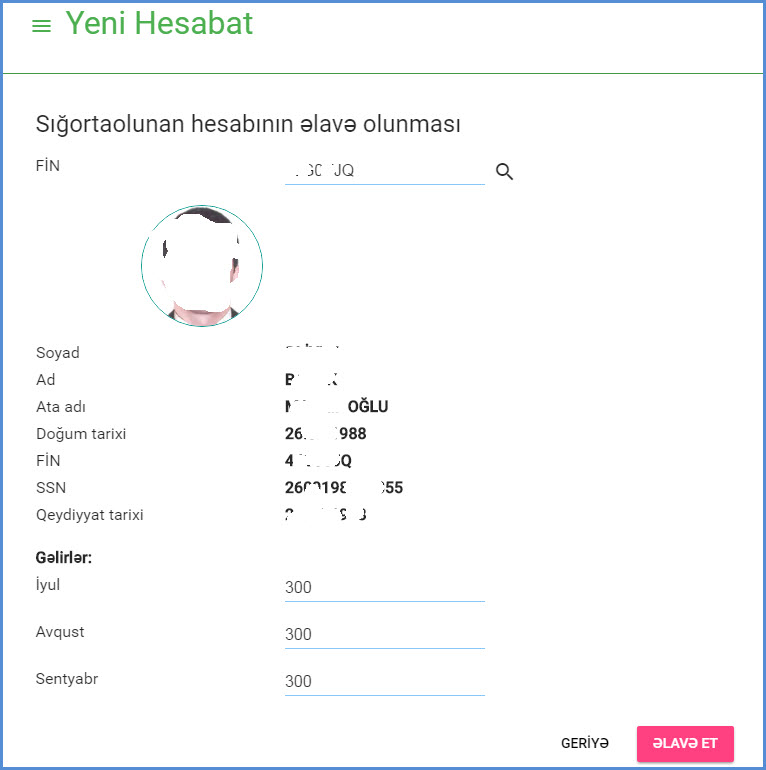 Yeni Hesabat
Sığortaolunan hesabının əlavə olunması
FİN
Soyad
Ad
Ata adı OĞLU
Doğum tarixi
FİN
SSN
Qeydiyyat tarixi
Gəlirlər:
İyul 300
Avqust 300
Sentyabr 300
GERİYƏ ƏLAVƏ ET